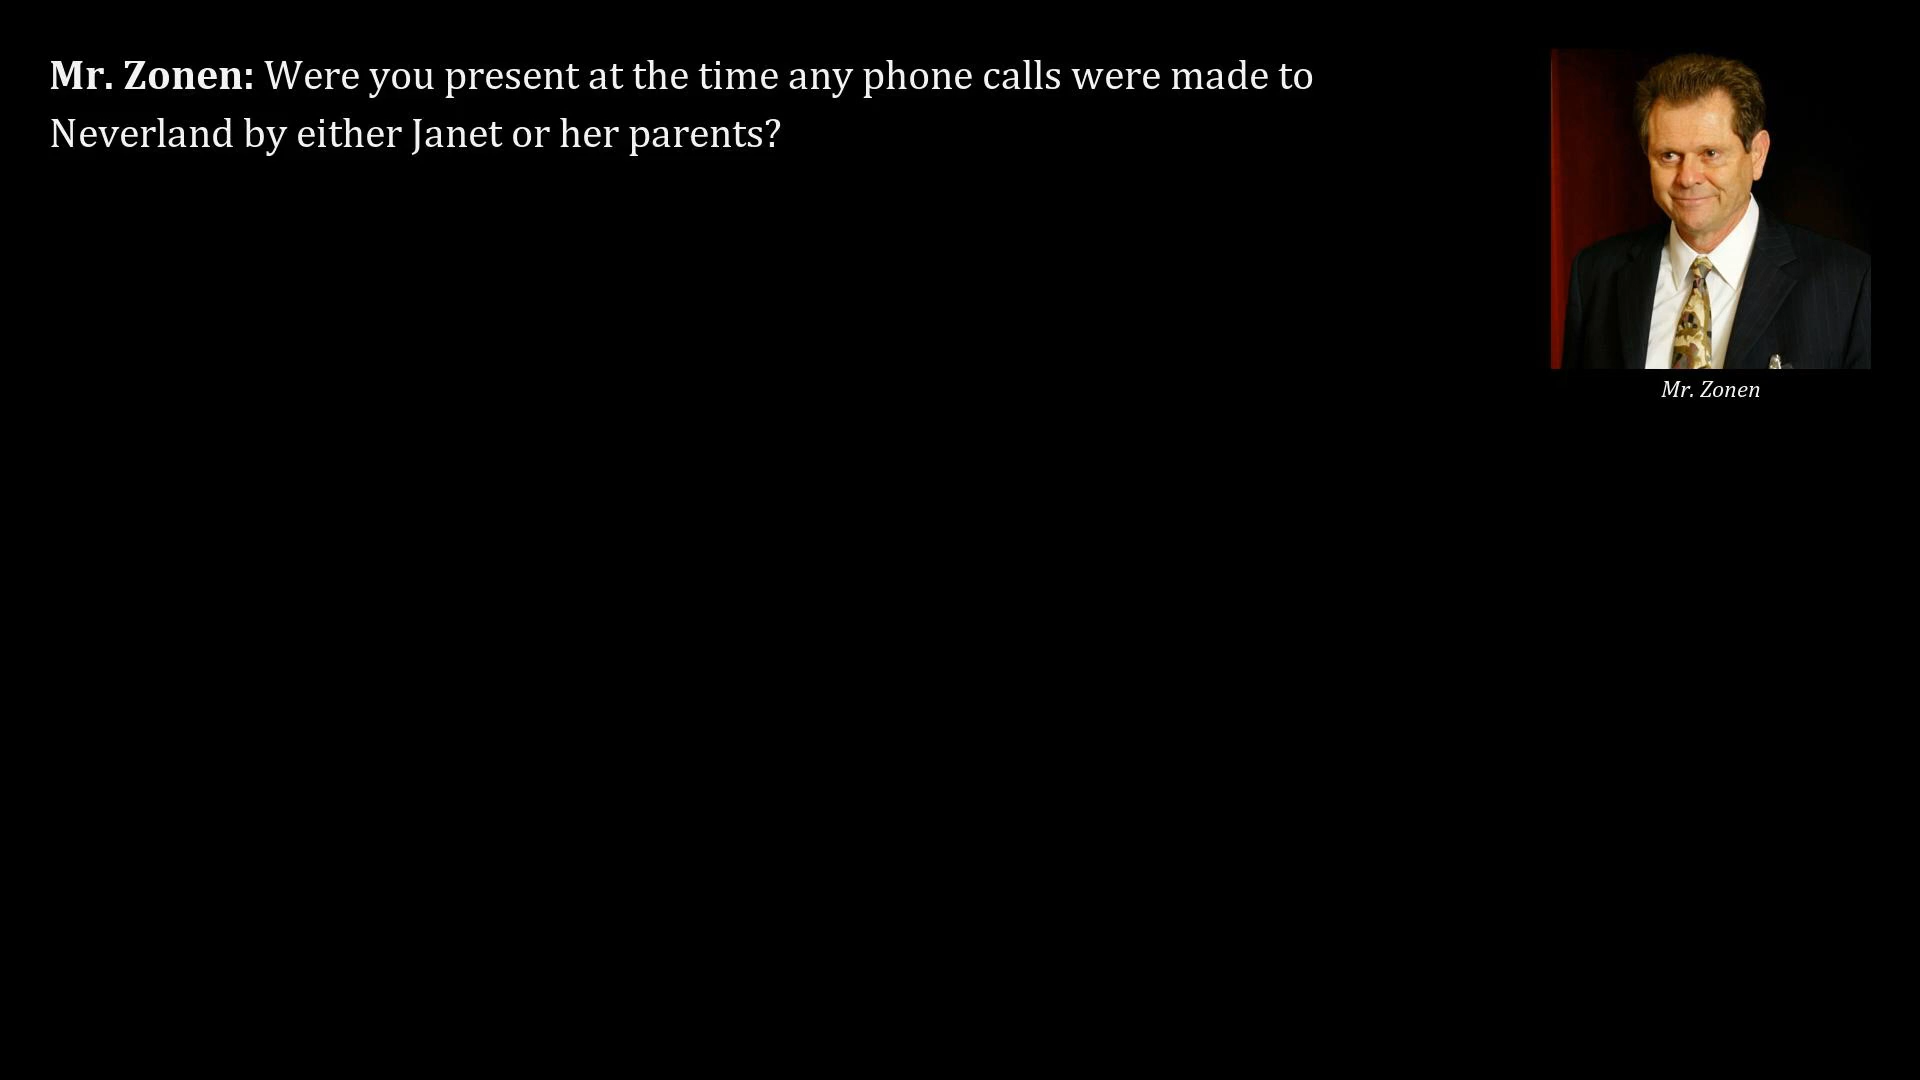 Mr. Zonen: Were you present at the time any phone calls were made to
Neverland by either Janet or her parents?
Mr. Zonen